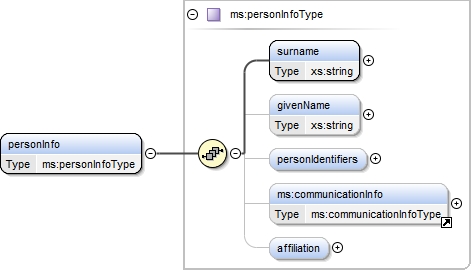 ms:personInfoType
surname
Type xs:string
givenName
Type xs:string
personInfo
Type ms:personInfoType
personIdentifiers
ms:communicationInfo
Type ms:communicationInfoType
affiliation